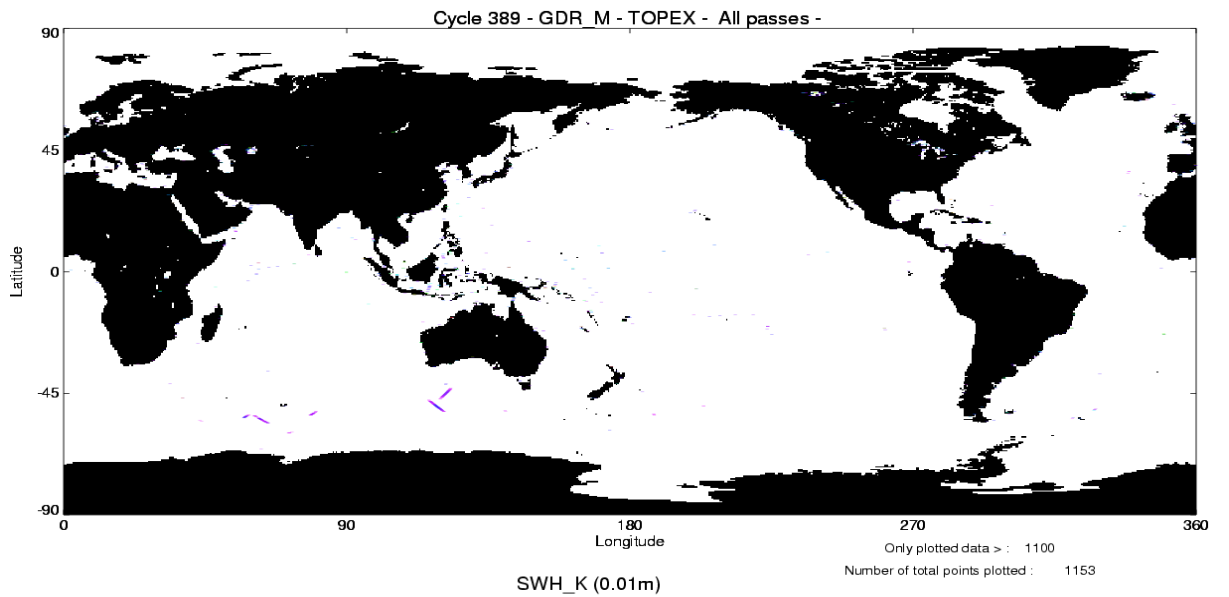 Cycle 389 - GDR_M - TOPEX - All passes -
90
45
0
-45
-90
Latitude
0 90 180 270 360
Longitude
Only plotted data > : 1100
Number of total points plotted : 1153
SWH_K (0.01m)